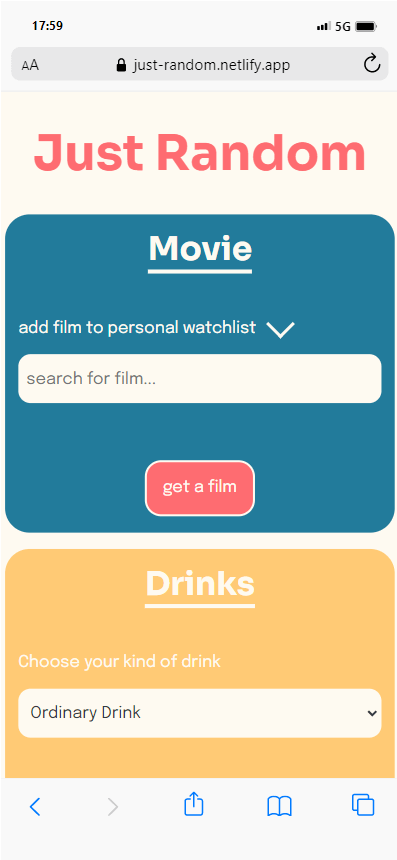 17:59 5G
AA just-random.netlify.app
Just Random
Movie
add film to personal watchlist
search for film...
get a film
Drinks
Choose your kind of drink
Ordinary Drink